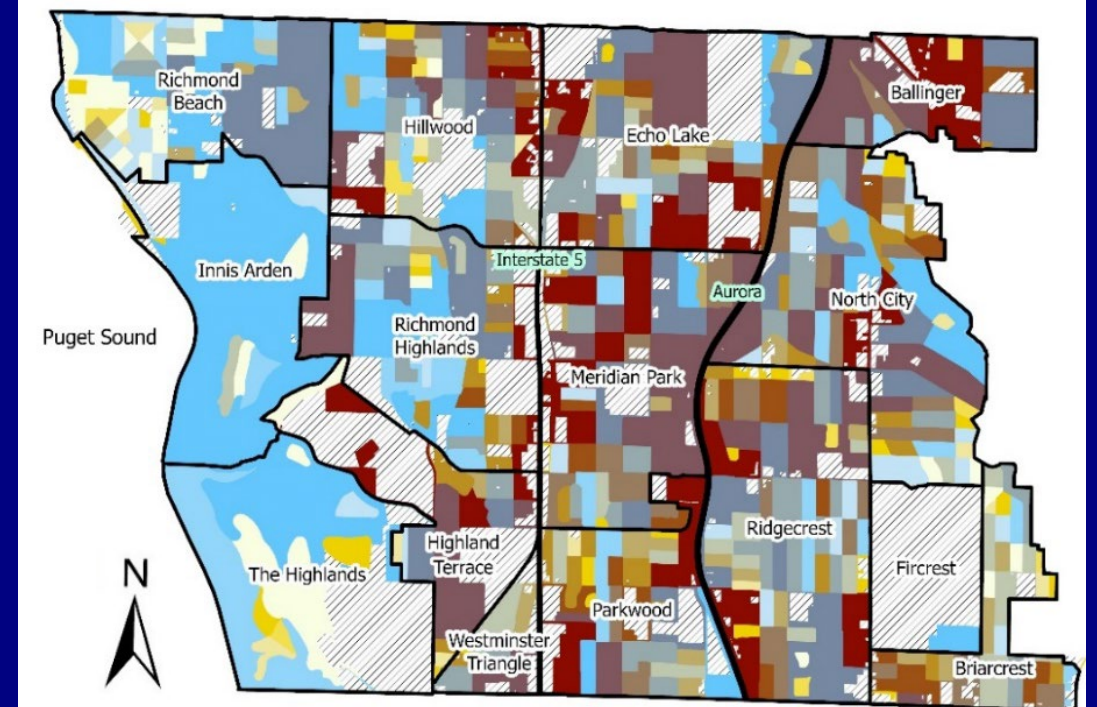 Richmond
Beach
Hillwood
Echo Lake
Ballinger
Innis Arden
Interstate 5
Aurora
North City
Puget Sound
Richmond
Highlands
Meridian Park
N
The Highlands
Highland
Terrace
Ridgecrest
Fircrest
Parkwood
Westminster
Triangle
Briarcrest